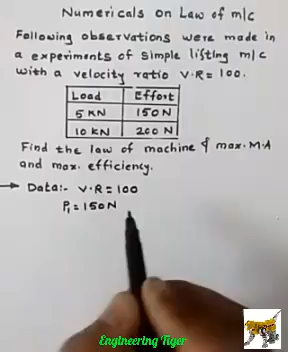 Numericals on Law of m/c
Following observations were made in
a experiments of simple lifting m/c
with a velocity ratio V.R = 100.
Load Effort
5 KN 150 N
10 KN 200 N
Find the law of machine & max. M.A
and max. efficiency.
→ Data:- V.R = 100
P₁ = 150N
Engineering Tiger